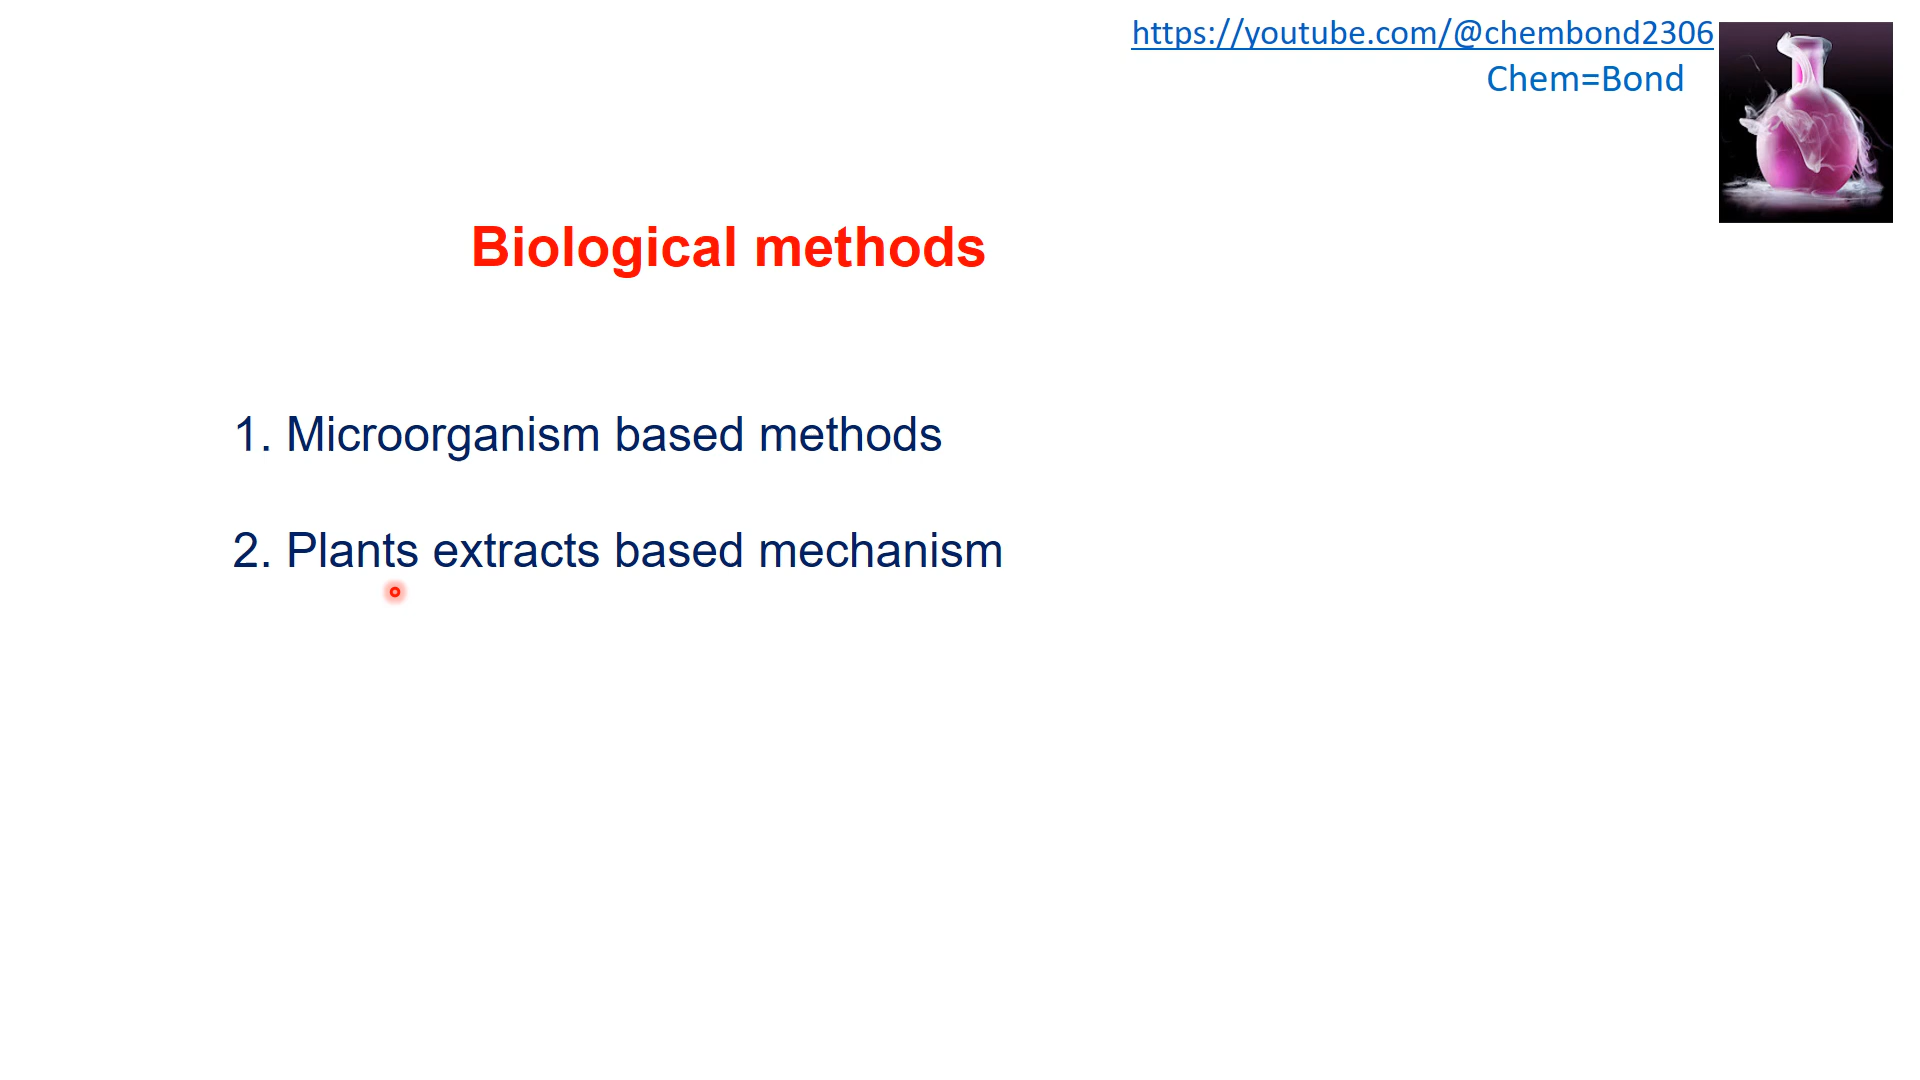 https://youtube.com/@chembond2306
Chem=Bond
Biological methods
1. Microorganism based methods
2. Plants extracts based mechanism